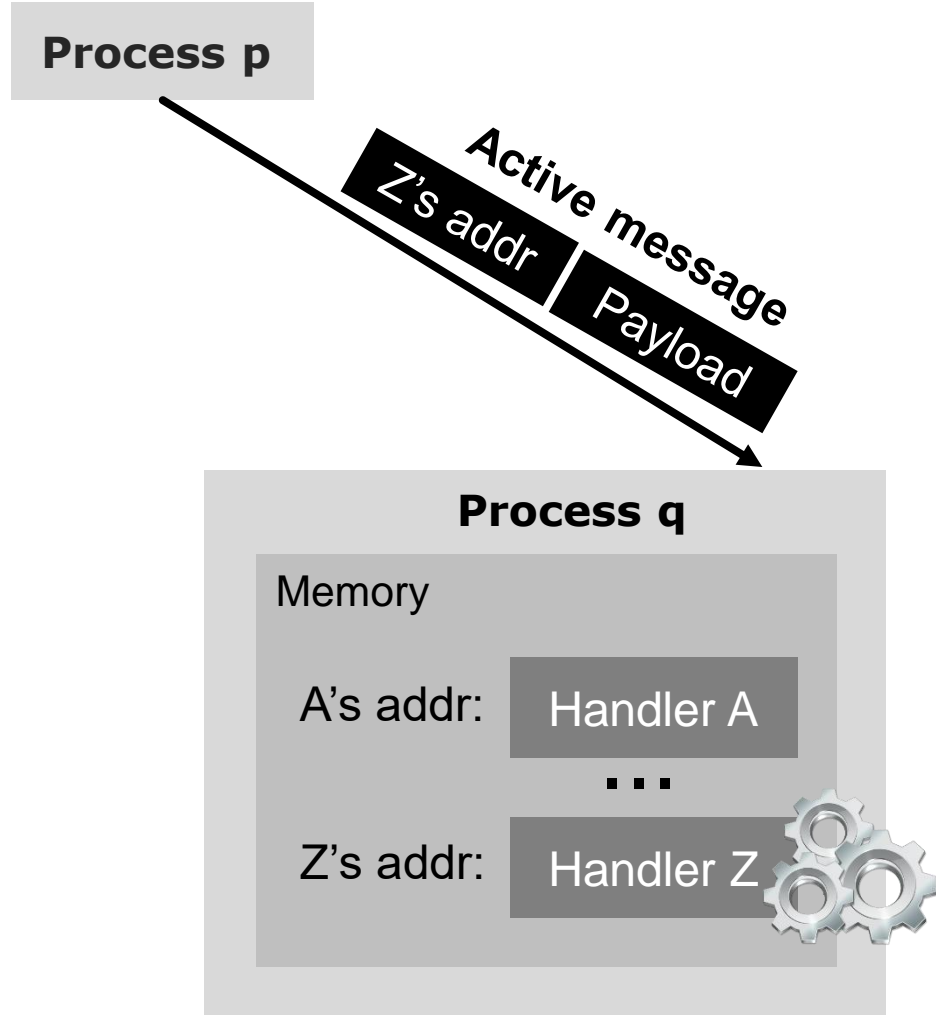 Process p
Active message
Z’s addr
Payload
Process q
Memory
A’s addr:
Handler A
...
Z’s addr:
Handler Z